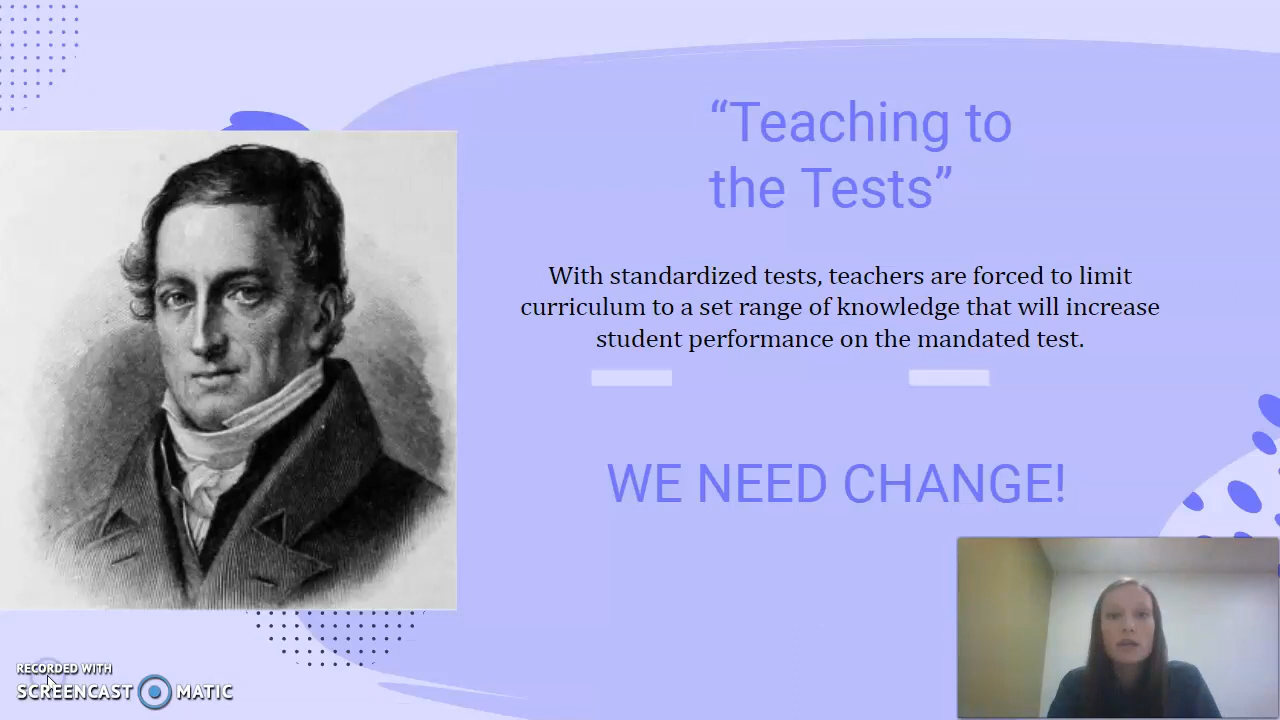 “Teaching to
the Tests”
With standardized tests, teachers are forced to limit
curriculum to a set range of knowledge that will increase
student performance on the mandated test.
WE NEED CHANGE!
RECORDED WITH
SCREENCAST MATIC